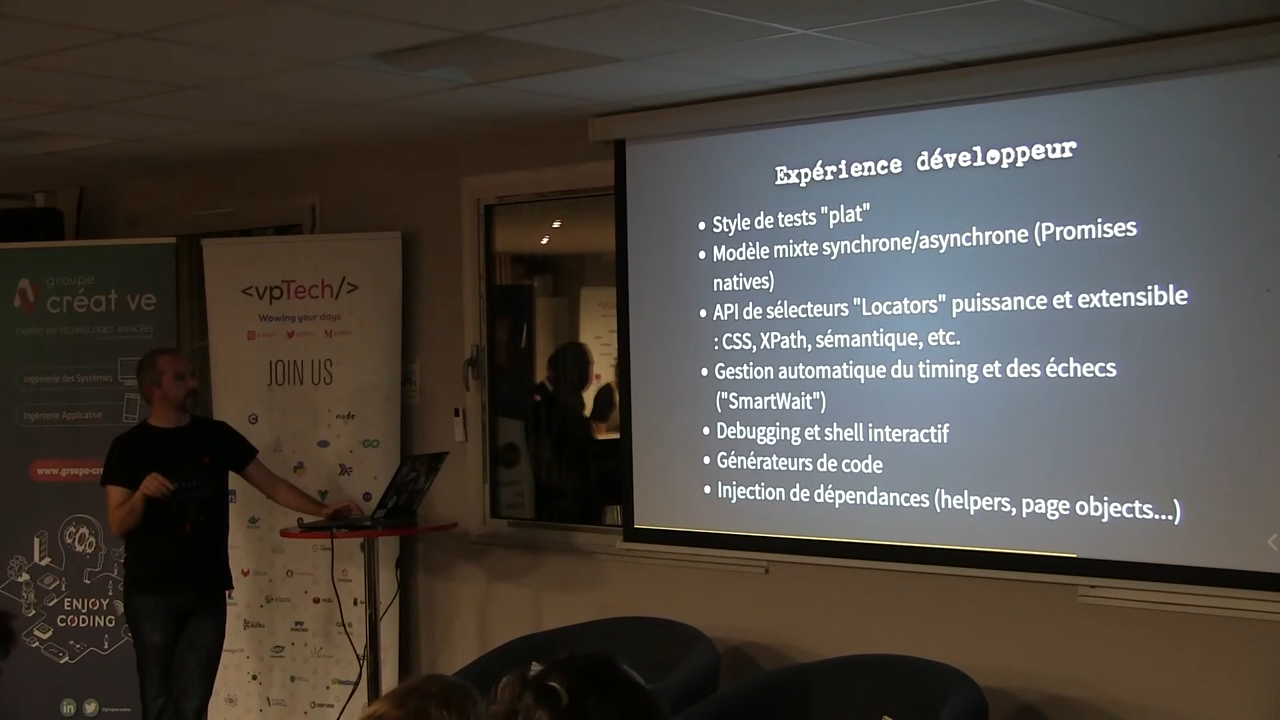 Expérience développeur
• Style de tests "plat"
• Modèle mixte synchrone/asynchrone (Promises
natives)
• API de sélecteurs "Locators" puissance et extensible
: CSS, XPath, sémantique, etc.
• Gestion automatique du timing et des échecs
("SmartWait")
• Debugging et shell interactif
• Générateurs de code
• Injection de dépendances (helpers, page objects...)
groupe
créat ve
EXPERT EN TECHNOLOGIES AVANCÉES
Ingénierie des Systèmes
Ingénierie Applicative
www.groupe-cr
ENJOY
CODING
<vpTech/>
Wowing your days
JOIN US
node
GO